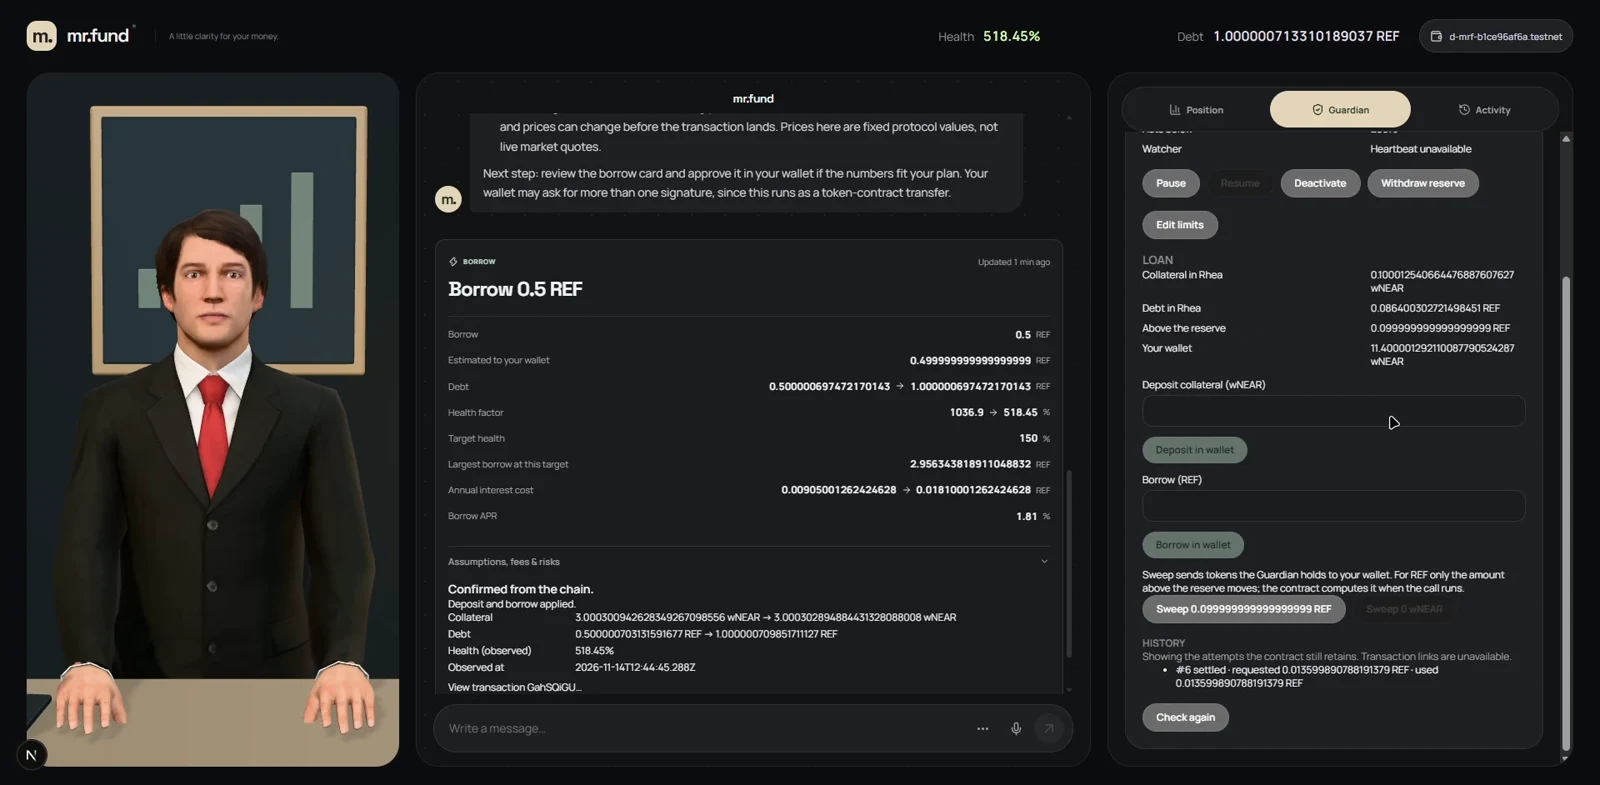 m.
mr.fund
A little clarity for your money.
Health 518.45%
Debt 1.000000713310189037 REF
d-mrf-b1ce96af6a.testnet
mr.fund
and prices can change before the transaction lands. Prices here are fixed protocol values, not
live market quotes.
Next step: review the borrow card and approve it in your wallet if the numbers fit your plan. Your
wallet may ask for more than one signature, since this runs as a token-contract transfer.
m.
BORROW
Updated 1 min ago
Borrow 0.5 REF
Borrow 0.5 REF
Estimated to your wallet 0.499999999999999999 REF
Debt 0.500000697472170143 → 1.000000697472170143 REF
Health factor 1036.9 → 518.45 %
Target health 150 %
Largest borrow at this target 2.956343818911048832 REF
Annual interest cost 0.00905001262424628 → 0.01810001262424628 REF
Borrow APR 1.81 %
Assumptions, fees & risks
Confirmed from the chain.
Deposit and borrow applied.
Collateral 3.000300942628349267098556 wNEAR → 3.000302894884431328088008 wNEAR
Debt 0.500000703131591677 REF → 1.000000709851711127 REF
Health (observed) 518.45%
Observed at 2026-11-14T12:44:45.288Z
View transaction GahSQiGU...
Write a message...
Position
Guardian
Activity
Watcher Heartbeat unavailable
Pause
Resume
Deactivate
Withdraw reserve
Edit limits
LOAN
Collateral in Rhea 0.100012540664476887607627
wNEAR
Debt in Rhea 0.086400302721498451 REF
Above the reserve 0.099999999999999999 REF
Your wallet 11.400001292110087790524287
wNEAR
Deposit collateral (wNEAR)
Deposit in wallet
Borrow (REF)
Borrow in wallet
Sweep sends tokens the Guardian holds to your wallet. For REF only the amount
above the reserve moves; the contract computes it when the call runs.
Sweep 0.099999999999999999 REF
Sweep 0 wNEAR
HISTORY
Showing the attempts the contract still retains. Transaction links are unavailable.
• #6 settled · requested 0.013599890788191379 REF · used
0.013599890788191379 REF
Check again
N